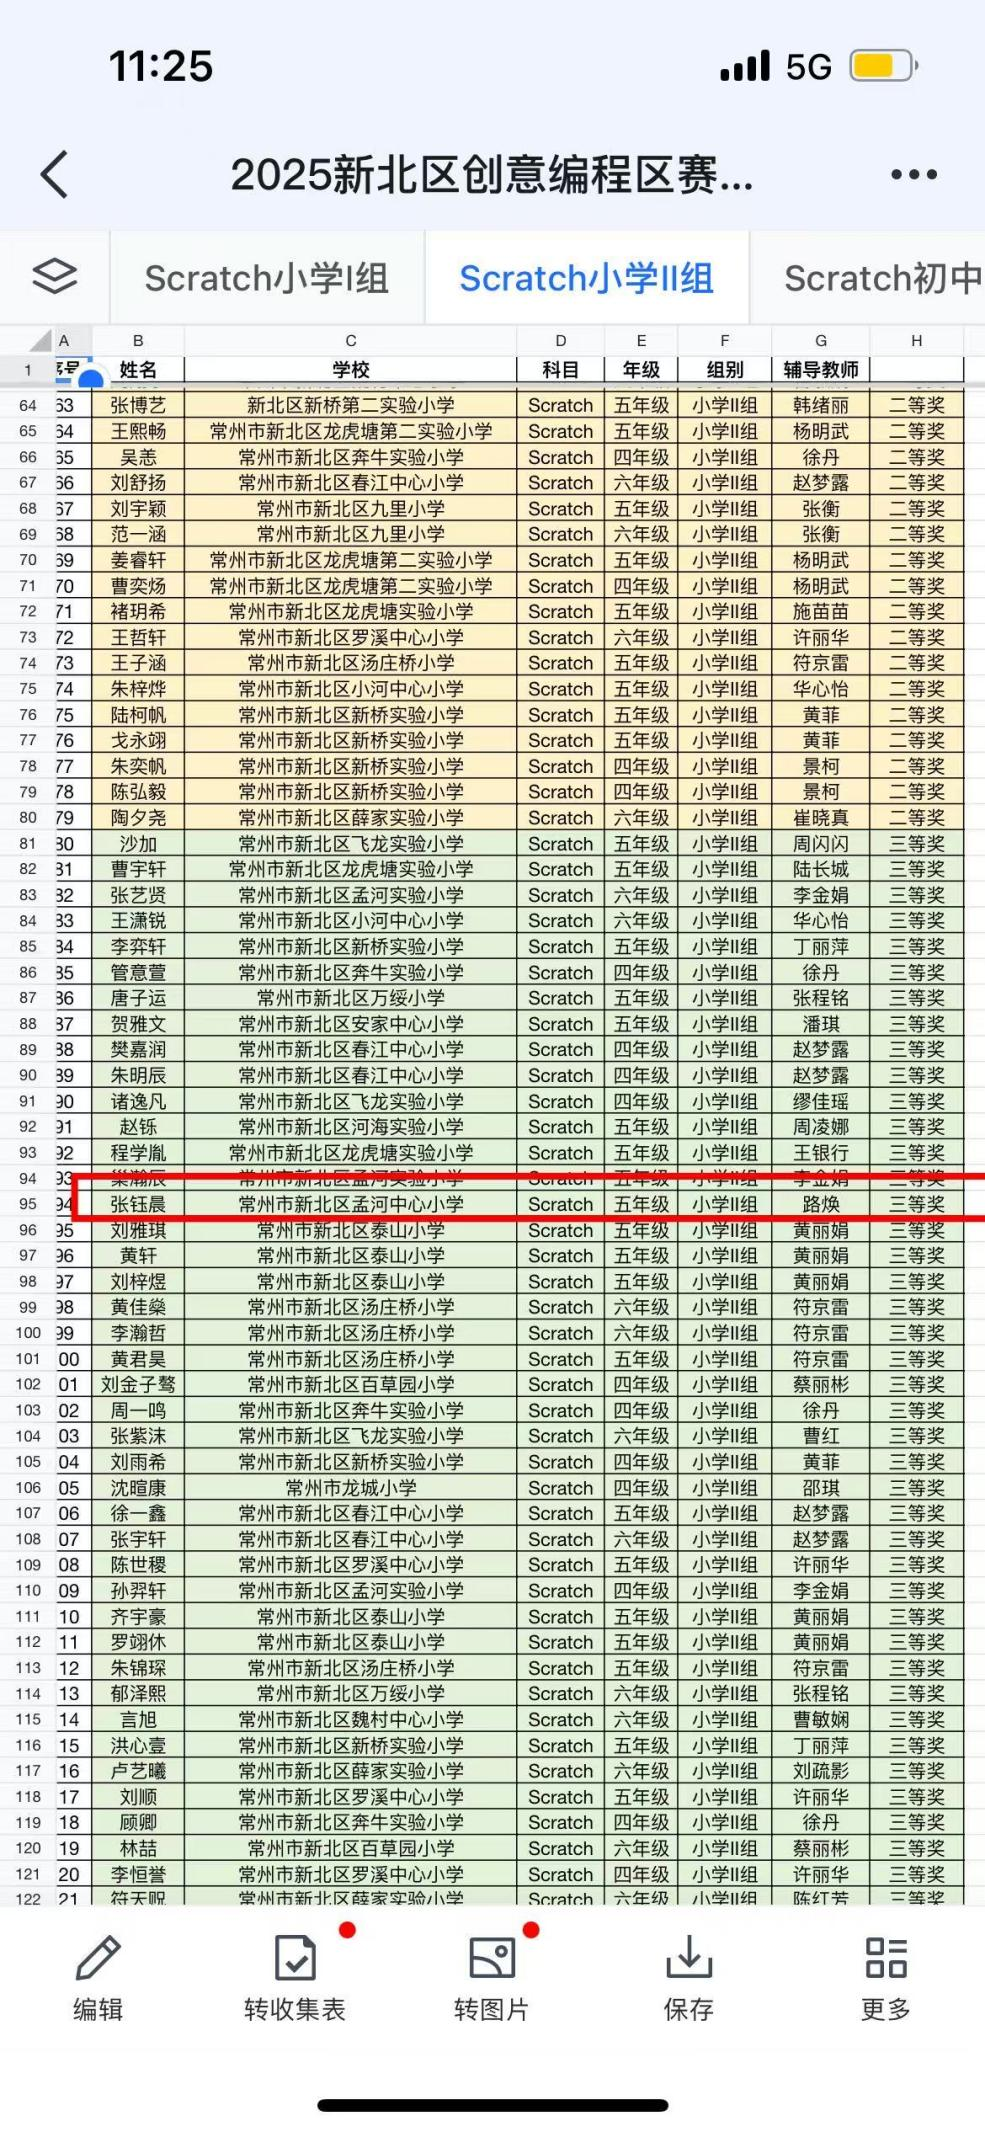 11:25 5G
2025新北区创意编程区赛...
Scratch小学I组 Scratch小学II组 Scratch初中
A B C D E F G H
1 序号 姓名 学校 科目 年级 组别 辅导教师
64 63 张博艺 新北区新桥第二实验小学 Scratch 五年级 小学II组 韩绪丽 二等奖
65 64 王熙畅 常州市新北区龙虎塘第二实验小学 Scratch 五年级 小学II组 杨明武 二等奖
66 65 吴恙 常州市新北区奔牛实验小学 Scratch 四年级 小学II组 徐丹 二等奖
67 66 刘舒扬 常州市新北区春江中心小学 Scratch 六年级 小学II组 赵梦露 二等奖
68 67 刘宇颖 常州市新北区九里小学 Scratch 五年级 小学II组 张衡 二等奖
69 68 范一涵 常州市新北区九里小学 Scratch 六年级 小学II组 张衡 二等奖
70 69 姜睿轩 常州市新北区龙虎塘第二实验小学 Scratch 五年级 小学II组 杨明武 二等奖
71 70 曹奕炀 常州市新北区龙虎塘第二实验小学 Scratch 四年级 小学II组 杨明武 二等奖
72 71 褚玥希 常州市新北区龙虎塘实验小学 Scratch 五年级 小学II组 施苗苗 二等奖
73 72 王哲轩 常州市新北区罗溪中心小学 Scratch 六年级 小学II组 许丽华 二等奖
74 73 王子涵 常州市新北区汤庄桥小学 Scratch 五年级 小学II组 符京雷 二等奖
75 74 朱梓烨 常州市新北区小河中心小学 Scratch 五年级 小学II组 华心怡 二等奖
76 75 陆柯帆 常州市新北区新桥实验小学 Scratch 五年级 小学II组 黄菲 二等奖
77 76 戈永翊 常州市新北区新桥实验小学 Scratch 五年级 小学II组 黄菲 二等奖
78 77 朱奕帆 常州市新北区新桥实验小学 Scratch 四年级 小学II组 景柯 二等奖
79 78 陈弘毅 常州市新北区新桥实验小学 Scratch 四年级 小学II组 景柯 二等奖
80 79 陶夕尧 常州市新北区薛家实验小学 Scratch 六年级 小学II组 崔晓真 二等奖
81 80 沙加 常州市新北区飞龙实验小学 Scratch 五年级 小学II组 周闪闪 三等奖
82 81 曹宇轩 常州市新北区龙虎塘实验小学 Scratch 五年级 小学II组 陆长城 三等奖
83 82 张艺贤 常州市新北区孟河实验小学 Scratch 六年级 小学II组 李金娟 三等奖
84 83 王潇锐 常州市新北区小河中心小学 Scratch 六年级 小学II组 华心怡 三等奖
85 84 李弈轩 常州市新北区新桥实验小学 Scratch 五年级 小学II组 丁丽萍 三等奖
86 85 管意萱 常州市新北区奔牛实验小学 Scratch 四年级 小学II组 徐丹 三等奖
87 86 唐子运 常州市新北区万绥小学 Scratch 五年级 小学II组 张程铭 三等奖
88 87 贺雅文 常州市新北区安家中心小学 Scratch 五年级 小学II组 潘琪 三等奖
89 88 樊嘉润 常州市新北区春江中心小学 Scratch 四年级 小学II组 赵梦露 三等奖
90 89 朱明辰 常州市新北区春江中心小学 Scratch 四年级 小学II组 赵梦露 三等奖
91 90 诸逸凡 常州市新北区飞龙实验小学 Scratch 四年级 小学II组 缪佳瑶 三等奖
92 91 赵铄 常州市新北区河海实验小学 Scratch 五年级 小学II组 周凌娜 三等奖
93 92 程学胤 常州市新北区龙虎塘实验小学 Scratch 五年级 小学II组 王银行 三等奖
94 93 巢瀚辰 常州市新北区孟河实验小学 Scratch 五年级 小学II组 李金娟 三等奖
95 94 张钰晨 常州市新北区孟河中心小学 Scratch 五年级 小学II组 路焕 三等奖
96 95 刘雅琪 常州市新北区泰山小学 Scratch 五年级 小学II组 黄丽娟 三等奖
97 96 黄轩 常州市新北区泰山小学 Scratch 五年级 小学II组 黄丽娟 三等奖
98 97 刘梓煜 常州市新北区泰山小学 Scratch 五年级 小学II组 黄丽娟 三等奖
99 98 黄佳燊 常州市新北区汤庄桥小学 Scratch 六年级 小学II组 符京雷 三等奖
100 99 李瀚哲 常州市新北区汤庄桥小学 Scratch 六年级 小学II组 符京雷 三等奖
101 00 黄君昊 常州市新北区汤庄桥小学 Scratch 五年级 小学II组 符京雷 三等奖
102 01 刘金子骜 常州市新北区百草园小学 Scratch 四年级 小学II组 蔡丽彬 三等奖
103 02 周一鸣 常州市新北区奔牛实验小学 Scratch 四年级 小学II组 徐丹 三等奖
104 03 张紫沫 常州市新北区飞龙实验小学 Scratch 六年级 小学II组 曹红 三等奖
105 04 刘雨希 常州市新北区新桥实验小学 Scratch 四年级 小学II组 黄菲 三等奖
106 05 沈暄康 常州市龙城小学 Scratch 四年级 小学II组 邵琪 三等奖
107 06 徐一鑫 常州市新北区春江中心小学 Scratch 五年级 小学II组 赵梦露 三等奖
108 07 张宇轩 常州市新北区春江中心小学 Scratch 六年级 小学II组 赵梦露 三等奖
109 08 陈世稷 常州市新北区罗溪中心小学 Scratch 五年级 小学II组 许丽华 三等奖
110 09 孙羿轩 常州市新北区孟河实验小学 Scratch 四年级 小学II组 李金娟 三等奖
111 10 齐宇豪 常州市新北区泰山小学 Scratch 五年级 小学II组 黄丽娟 三等奖
112 11 罗翊休 常州市新北区泰山小学 Scratch 五年级 小学II组 黄丽娟 三等奖
113 12 朱锦琛 常州市新北区汤庄桥小学 Scratch 五年级 小学II组 符京雷 三等奖
114 13 郁泽熙 常州市新北区万绥小学 Scratch 六年级 小学II组 张程铭 三等奖
115 14 言旭 常州市新北区魏村中心小学 Scratch 六年级 小学II组 曹敏娴 三等奖
116 15 洪心壹 常州市新北区新桥实验小学 Scratch 五年级 小学II组 丁丽萍 三等奖
117 16 卢艺曦 常州市新北区薛家实验小学 Scratch 六年级 小学II组 刘疏影 三等奖
118 17 刘顺 常州市新北区罗溪中心小学 Scratch 五年级 小学II组 许丽华 三等奖
119 18 顾卿 常州市新北区奔牛实验小学 Scratch 四年级 小学II组 徐丹 三等奖
120 19 林喆 常州市新北区百草园小学 Scratch 六年级 小学II组 蔡丽彬 三等奖
121 20 李恒誉 常州市新北区罗溪中心小学 Scratch 四年级 小学II组 许丽华 三等奖
122 21 符天贶 常州市新北区薛家实验小学 Scratch 六年级 小学II组 陈红芳 三等奖
编辑 转收集表 转图片 保存 更多